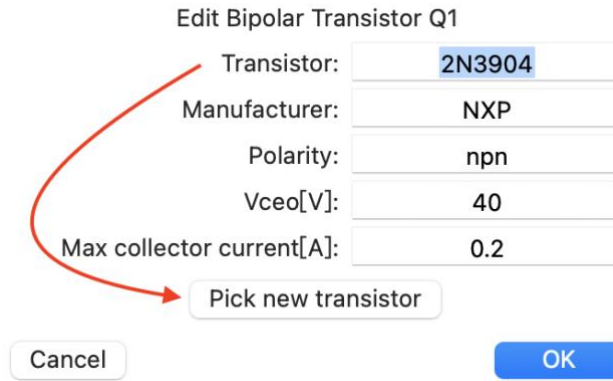 Edit Bipolar Transistor Q1
Transistor: 2N3904
Manufacturer: NXP
Polarity: npn
Vceo[V]: 40
Max collector current[A]: 0.2
Pick new transistor
Cancel OK